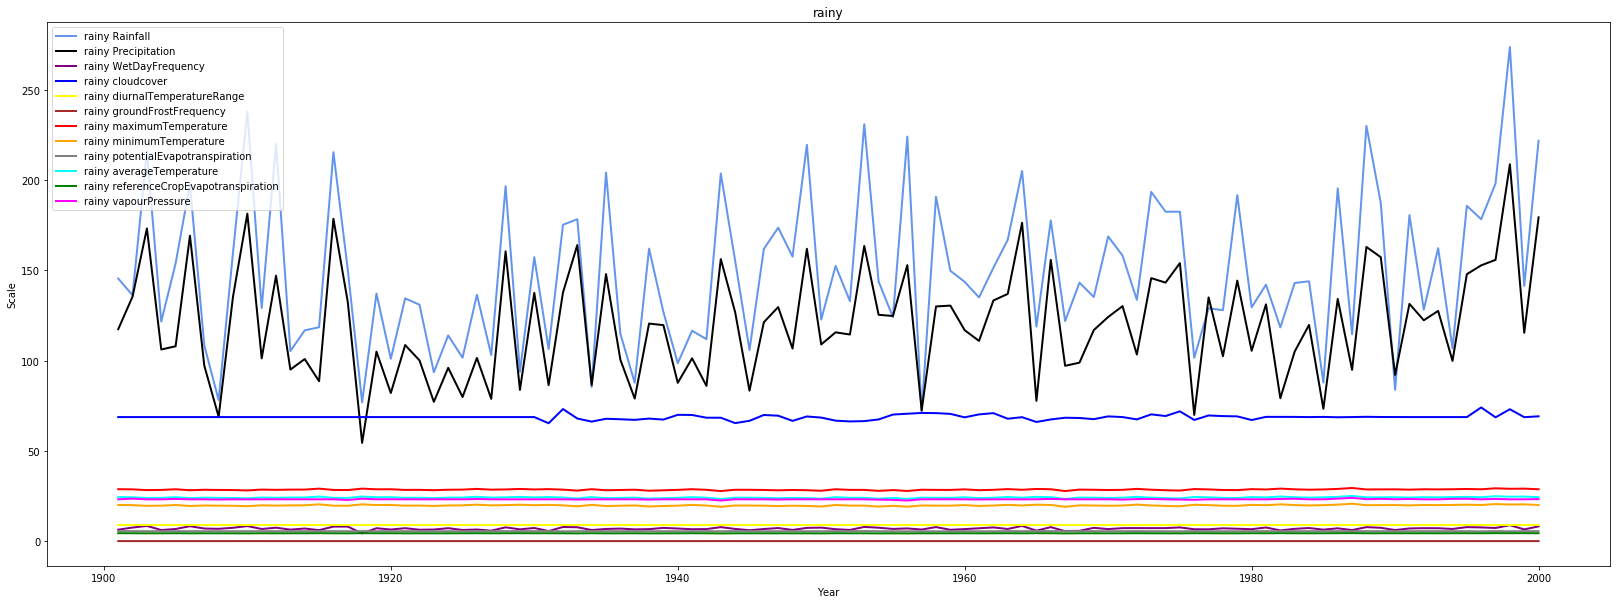 rainy
rainy Rainfall
rainy Precipitation
rainy WetDayFrequency
rainy cloudcover
rainy diurnalTemperatureRange
rainy groundFrostFrequency
rainy maximumTemperature
rainy minimumTemperature
rainy potentialEvapotranspiration
rainy averageTemperature
rainy referenceCropEvapotranspiration
rainy vapourPressure
250
200
150
100
50
0
Scale
1900 1920 1940 1960 1980 2000
Year